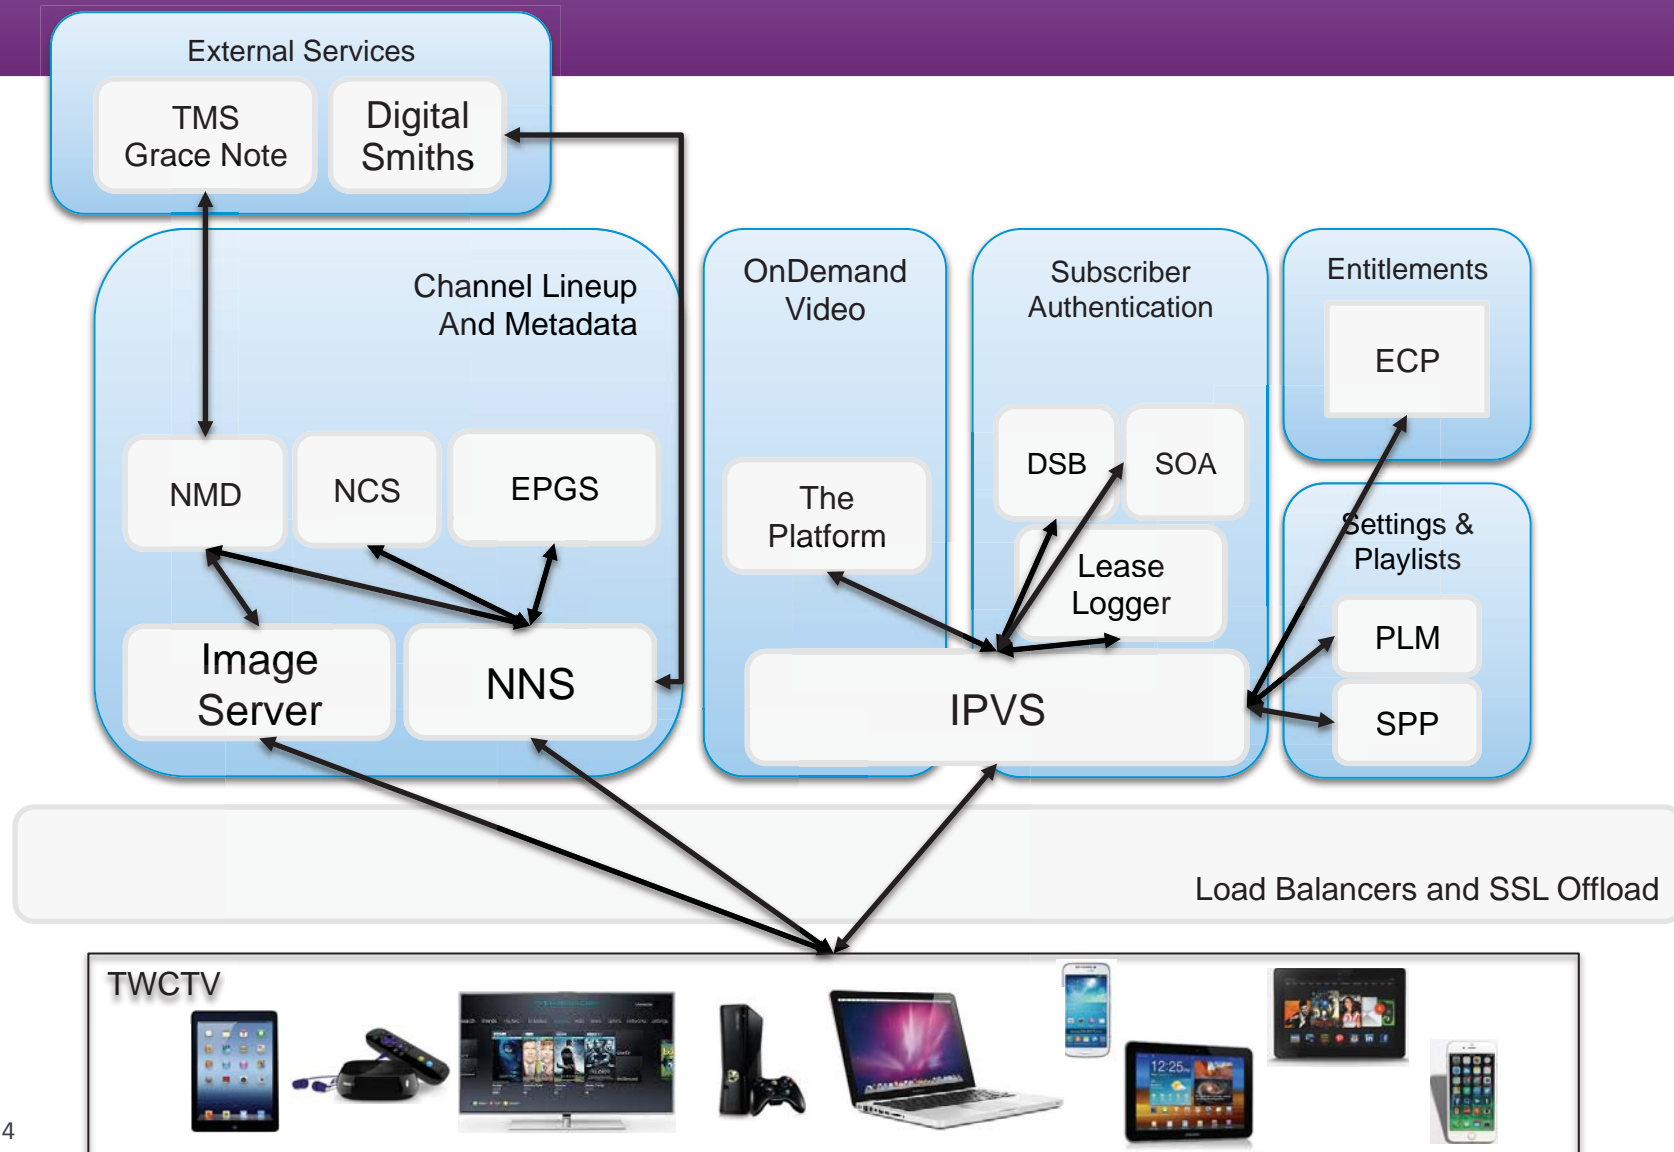 External Services
TMS
Grace Note
Digital
Smiths
Channel Lineup
And Metadata
OnDemand
Video
Subscriber
Authentication
Entitlements
ECP
NMD
NCS
EPGS
The
Platform
DSB
SOA
Lease
Logger
Settings &
Playlists
PLM
SPP
Image
Server
NNS
IPVS
Load Balancers and SSL Offload
TWCTV
12:25
4